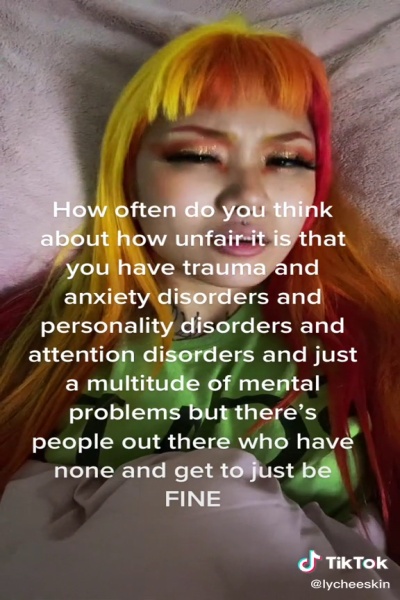 How often do you think
about how unfair it is that
you have trauma and
anxiety disorders and
personality disorders and
attention disorders and just
a multitude of mental
problems but there's
people out there who have
none and get to just be
FINE
TikTok
@lycheeskin